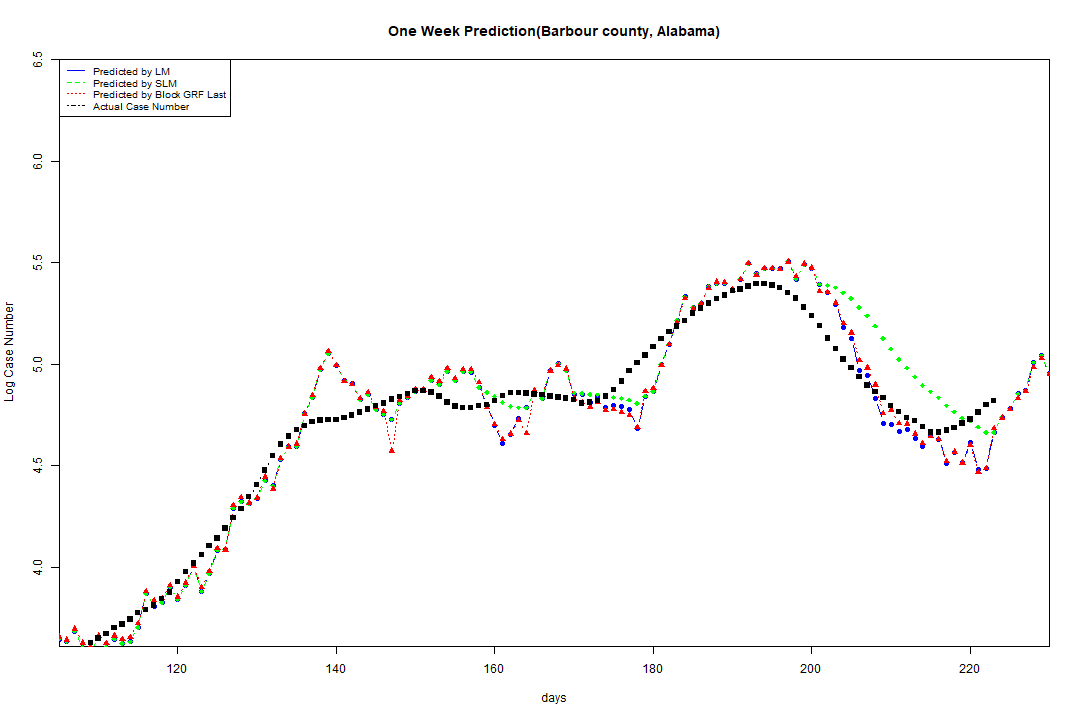 One Week Prediction(Barbour county, Alabama)
6.5
6.0
5.5
5.0
4.5
4.0
Log Case Number
Predicted by LM
Predicted by SLM
Predicted by Block GRF Last
Actual Case Number
120 140 160 180 200 220
days